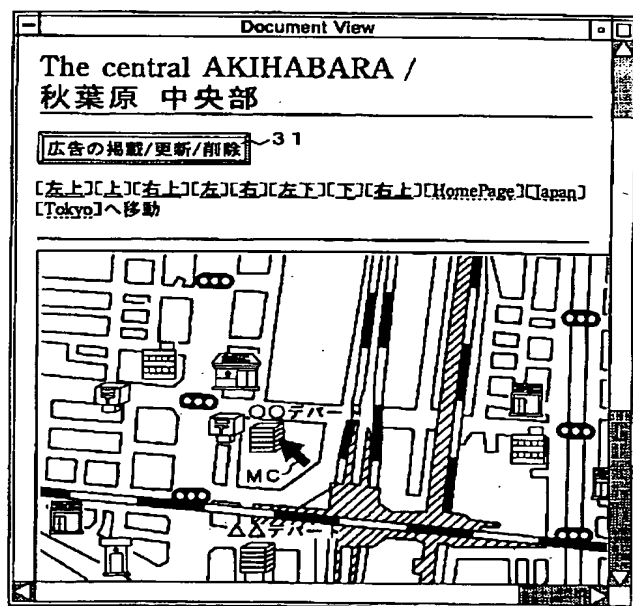 Document View
The central AKIHABARA /
秋葉原 中央部
広告の掲載/更新/削除
31
[左上][上][右上][左][右][左下][下][右上][HomePage][Japan]
[Tokyo]へ移動
○○デパー
MC
△△デパート